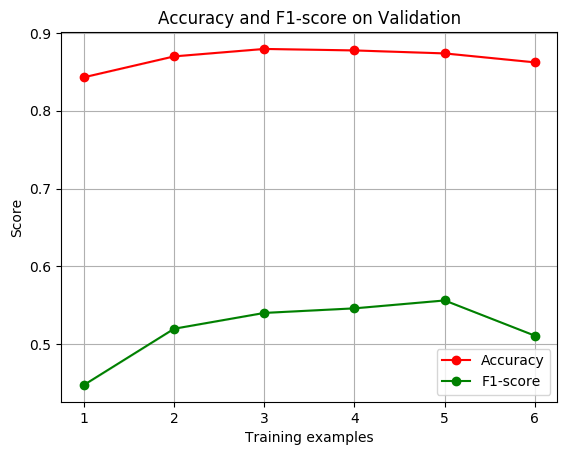 Accuracy and F1-score on Validation
0.9
0.8
0.7
0.6
0.5
Score
1 2 3 4 5 6
Training examples
Accuracy
F1-score